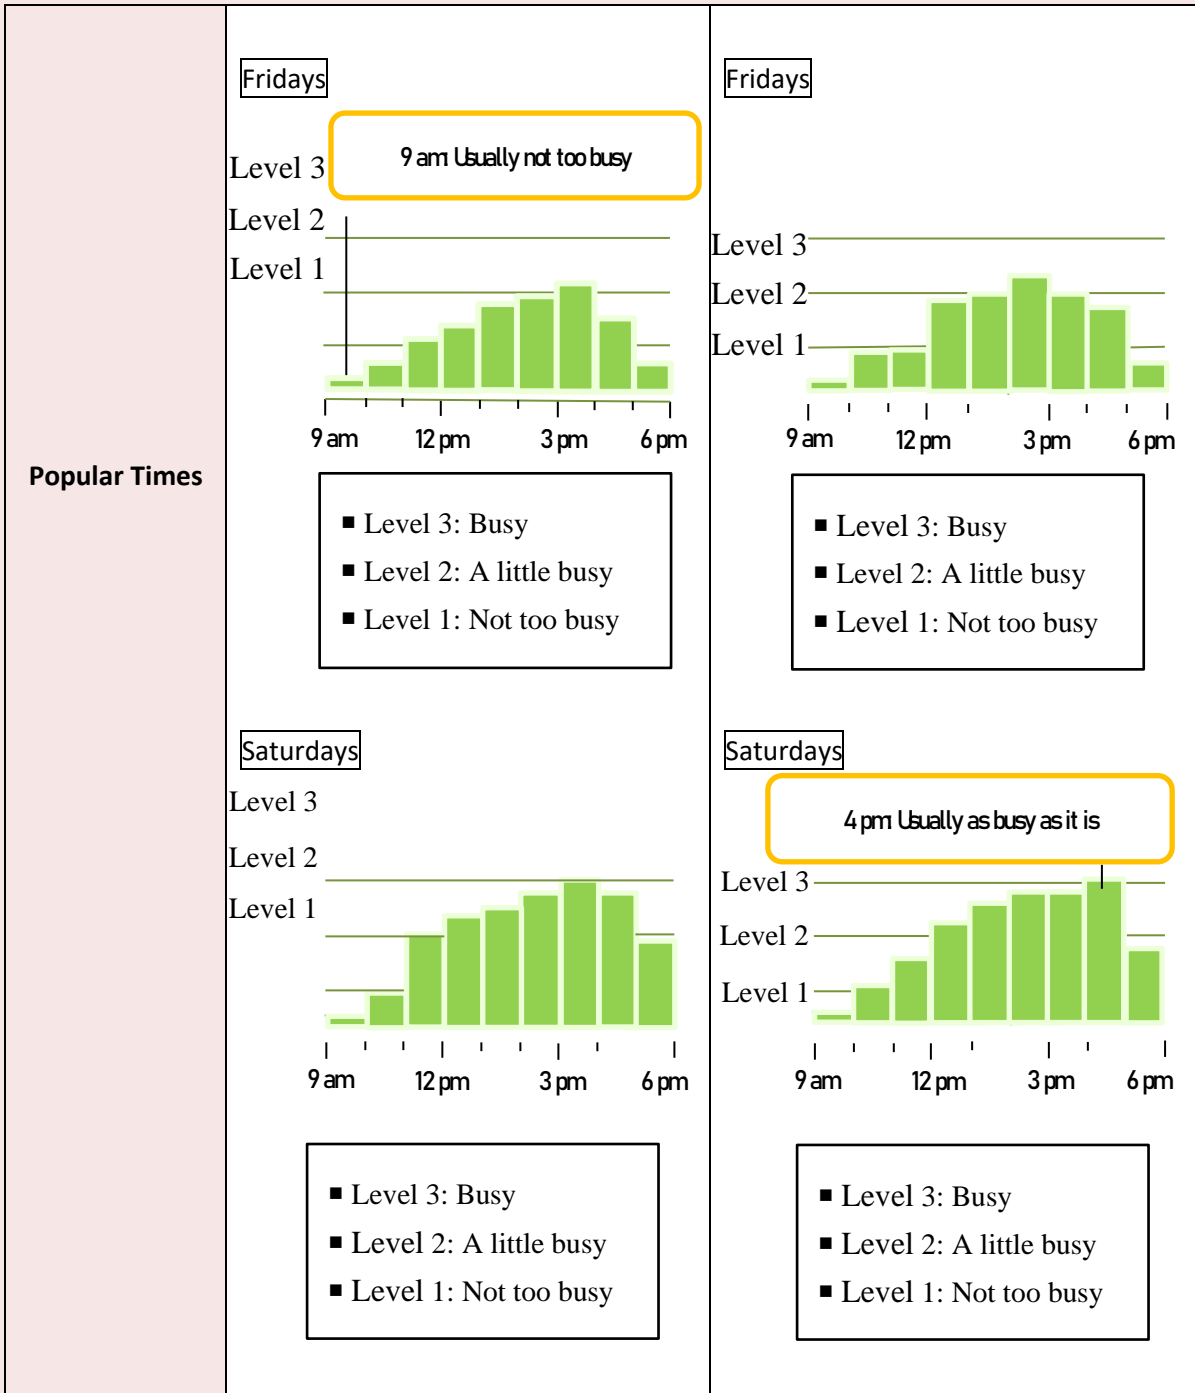 Popular Times
Fridays
9 am: Usually not too busy
Level 3
Level 2
Level 1
9 am 12 pm 3 pm 6 pm
■ Level 3: Busy
■ Level 2: A little busy
■ Level 1: Not too busy
Saturdays
Level 3
Level 2
Level 1
9 am 12 pm 3 pm 6 pm
■ Level 3: Busy
■ Level 2: A little busy
■ Level 1: Not too busy
Fridays
Level 3
Level 2
Level 1
9 am 12 pm 3 pm 6 pm
■ Level 3: Busy
■ Level 2: A little busy
■ Level 1: Not too busy
Saturdays
4 pm: Usually as busy as it is
Level 3
Level 2
Level 1
9 am 12 pm 3 pm 6 pm
■ Level 3: Busy
■ Level 2: A little busy
■ Level 1: Not too busy